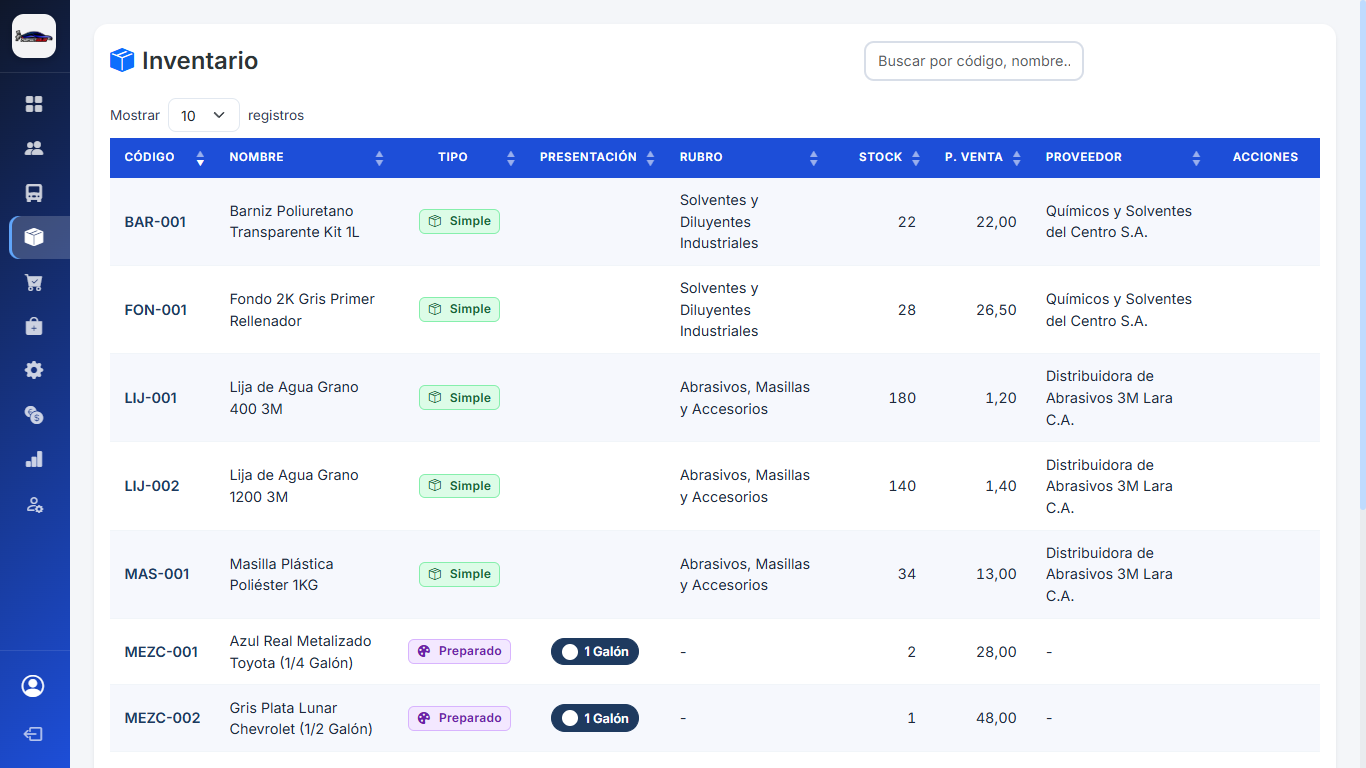 Inventario
Buscar por código, nombre..
Mostrar 10 registros
CÓDIGO NOMBRE TIPO PRESENTACIÓN RUBRO STOCK P. VENTA PROVEEDOR ACCIONES
BAR-001
Barniz Poliuretano
Transparente Kit 1L
Simple
Solventes y
Diluyentes
Industriales
22
22,00
Químicos y Solventes
del Centro S.A.
FON-001
Fondo 2K Gris Primer
Rellenador
Simple
Solventes y
Diluyentes
Industriales
28
26,50
Químicos y Solventes
del Centro S.A.
LIJ-001
Lija de Agua Grano
400 3M
Simple
Abrasivos, Masillas
y Accesorios
180
1,20
Distribuidora de
Abrasivos 3M Lara
C.A.
LIJ-002
Lija de Agua Grano
1200 3M
Simple
Abrasivos, Masillas
y Accesorios
140
1,40
Distribuidora de
Abrasivos 3M Lara
C.A.
MAS-001
Masilla Plástica
Poliéster 1KG
Simple
Abrasivos, Masillas
y Accesorios
34
13,00
Distribuidora de
Abrasivos 3M Lara
C.A.
MEZC-001
Azul Real Metalizado
Toyota (1/4 Galón)
Preparado
1 Galón
-
2
28,00
-
MEZC-002
Gris Plata Lunar
Chevrolet (1/2 Galón)
Preparado
1 Galón
-
1
48,00
-